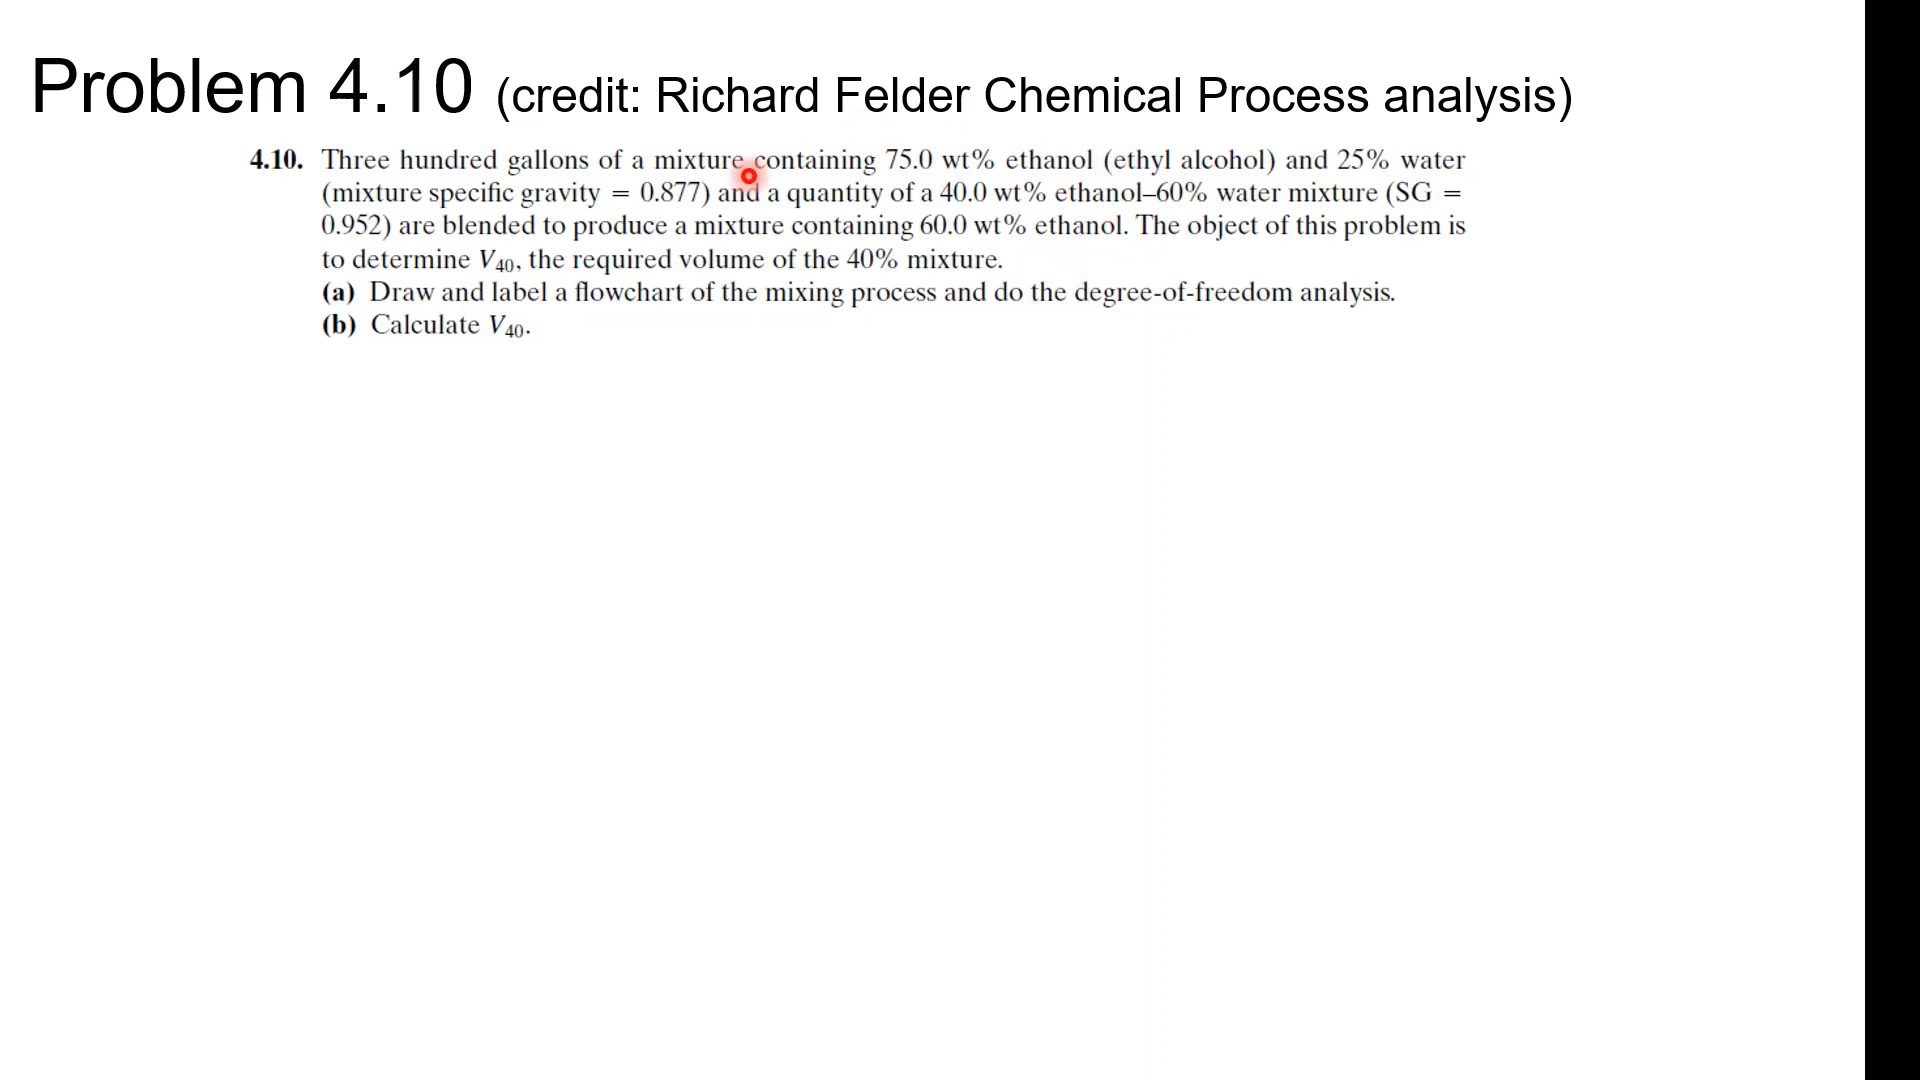 Problem 4.10 (credit: Richard Felder Chemical Process analysis)
4.10. Three hundred gallons of a mixture containing 75.0 wt% ethanol (ethyl alcohol) and 25% water
(mixture specific gravity = 0.877) and a quantity of a 40.0 wt% ethanol–60% water mixture (SG =
0.952) are blended to produce a mixture containing 60.0 wt% ethanol. The object of this problem is
to determine V40, the required volume of the 40% mixture.
(a) Draw and label a flowchart of the mixing process and do the degree-of-freedom analysis.
(b) Calculate V40.